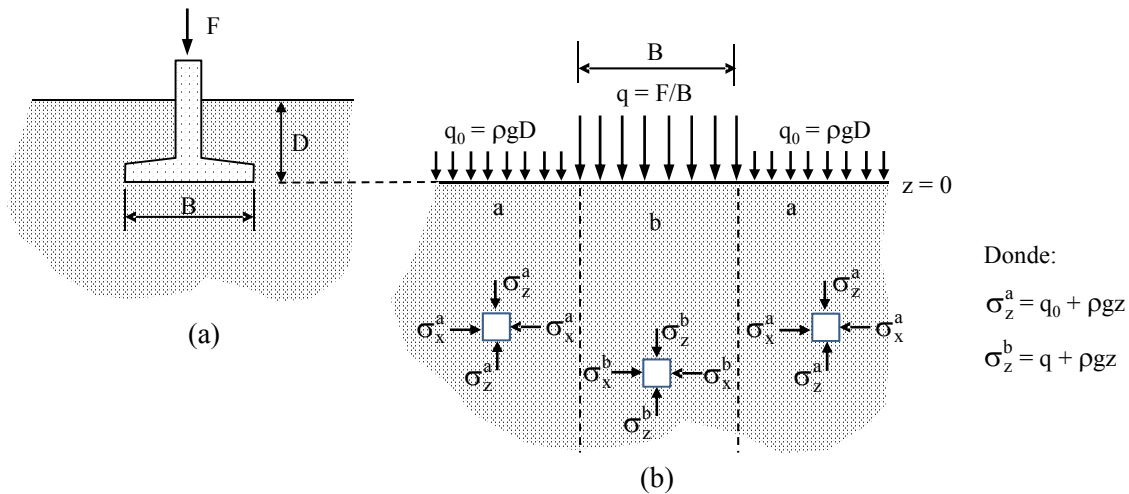 F
D
B
(a)
B
q = F/B
q₀ = ρgD
q₀ = ρgD
z = 0
a
b
a
σ_z^a
σ_x^a
σ_x^a
σ_z^a
σ_z^b
σ_x^b
σ_x^b
σ_z^b
σ_z^a
σ_x^a
σ_x^a
σ_z^a
(b)
Donde:
σ_z^a = q₀ + ρgz
σ_z^b = q + ρgz